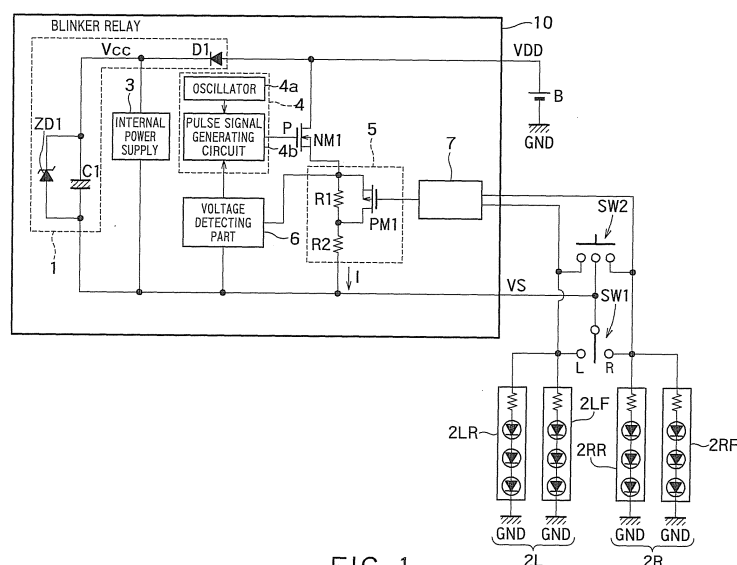 BLINKER RELAY
10
Vcc
D1
VDD
3
OSCILLATOR
4a
4
B
ZD1
INTERNAL
POWER
SUPPLY
PULSE SIGNAL
GENERATING
CIRCUIT
P
NM1
4b
5
GND
7
C1
R1
SW2
VOLTAGE
DETECTING
PART
PM1
6
R2
1
I
VS
SW1
L
R
2LR
2LF
2RR
2RF
GND
GND
GND
GND
2L
2R
FIG. 1